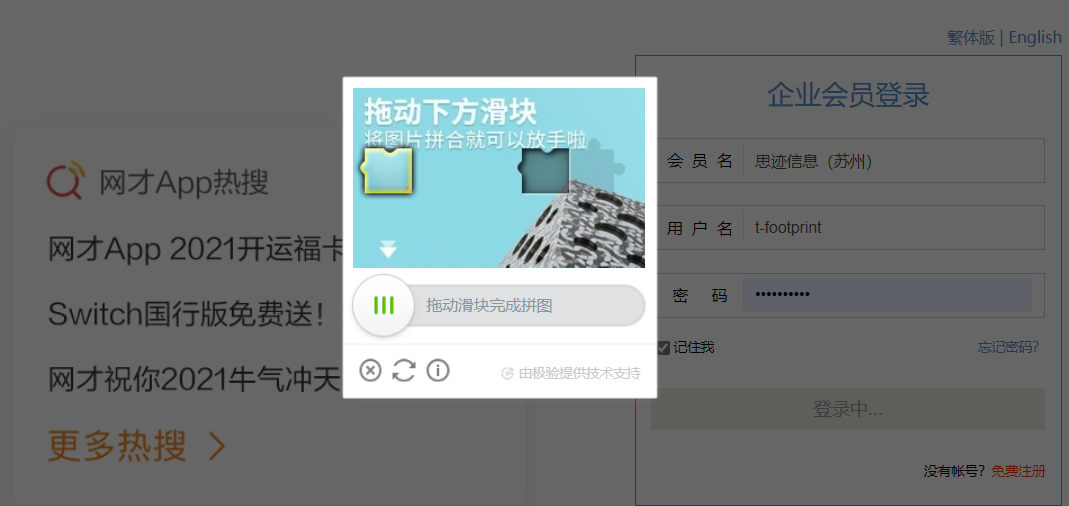 繁体版 | English
企业会员登录
拖动下方滑块
将图片拼合就可以放手啦
会员名 思迹信息（苏州）
网才App热搜
用户名 t-footprint
网才App 2021开运福卡
密码 ••••••••••
拖动滑块完成拼图
Switch国行版免费送！
记住我
忘记密码？
由极验提供技术支持
网才祝你2021牛气冲天
登录中...
更多热搜 >
没有帐号？免费注册